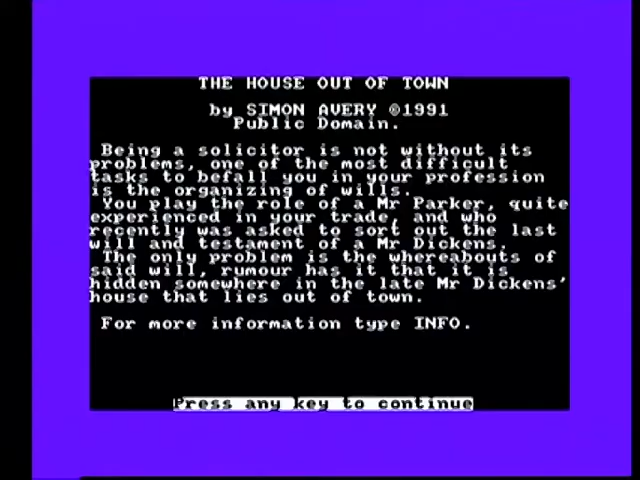 THE HOUSE OUT OF TOWN
by SIMON AVERY ©1991
Public Domain.
Being a solicitor is not without its
problems, one of the most difficult
tasks to befall you in your profession
is the organizing of wills.
You play the role of a Mr Parker, quite
experienced in your trade, and who
recently was asked to sort out the last
will and testament of a Mr Dickens.
The only problem is the whereabouts of
said will, rumour has it that it is
hidden somewhere in the late Mr Dickens'
house that lies out of town.
For more information type INFO.
Press any key to continue